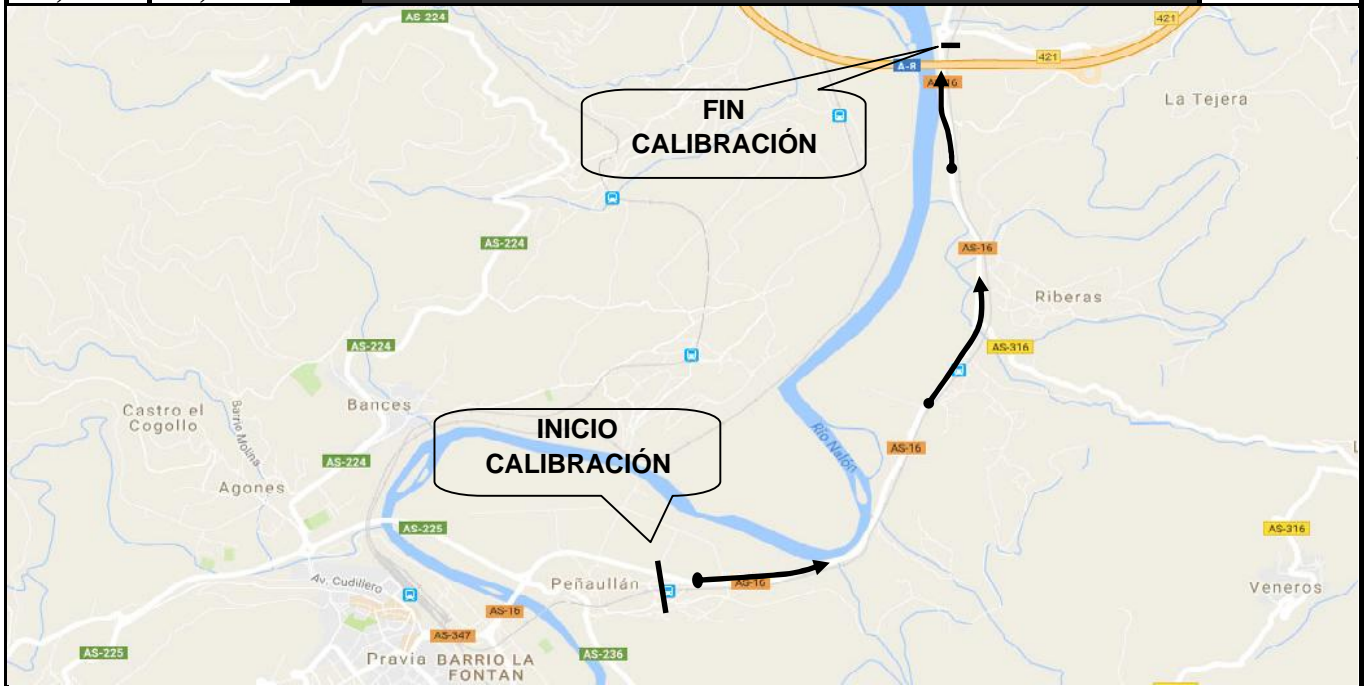 AS 224
421
421
A-8
La Tejera
FIN
CALIBRACIÓN
AS-224
AS-16
Riberas
AS-224
AS-316
Castro el
Cogollo
Barrio Molina
Bances
INICIO
CALIBRACIÓN
Río Nalón
AS-16
AS-224
Agones
AS-225
AS-316
Av. Cudillero
Peñaullán
AS-16
Veneros
AS-16
AS-347
AS-225
Pravia
BARRIO LA
FONTAN
AS-236